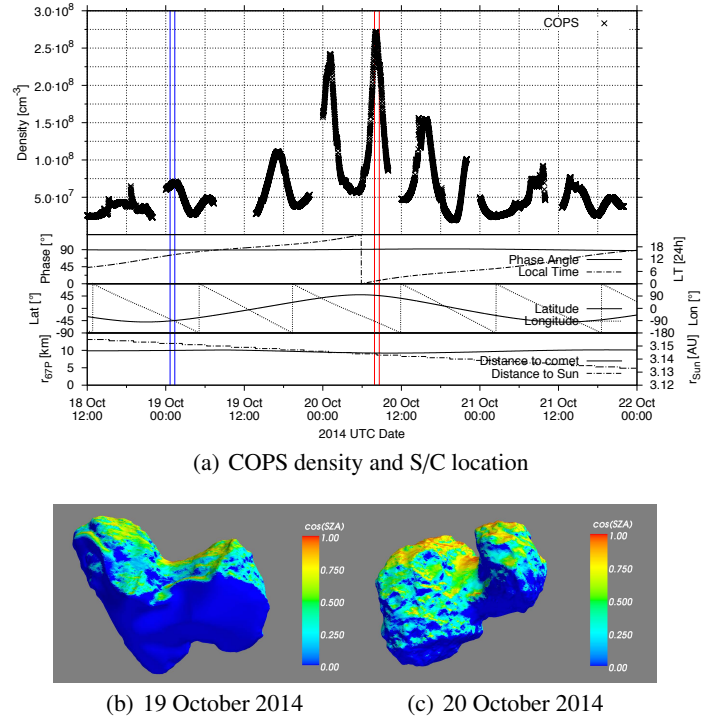 3.0·10⁸
COPS ×
2.5·10⁸
2.0·10⁸
1.5·10⁸
1.0·10⁸
5.0·10⁷
Density [cm⁻³]
Phase [°]
90
45
0
Phase Angle
Local Time
18
12
6
0
LT [24h]
Lat [°]
45
0
-45
-90
Latitude
Longitude
90
0
-90
-180
Lon [°]
r67P [km]
10
5
0
Distance to comet
Distance to Sun
3.15
3.14
3.13
3.12
rSun [AU]
18 Oct 19 Oct 19 Oct 20 Oct 20 Oct 21 Oct 21 Oct 22 Oct
12:00 00:00 12:00 00:00 12:00 00:00 12:00 00:00
2014 UTC Date
(a) COPS density and S/C location
cos(SZA)
1.00
0.750
0.500
0.250
0.00
cos(SZA)
1.00
0.750
0.500
0.250
0.00
(b) 19 October 2014 (c) 20 October 2014